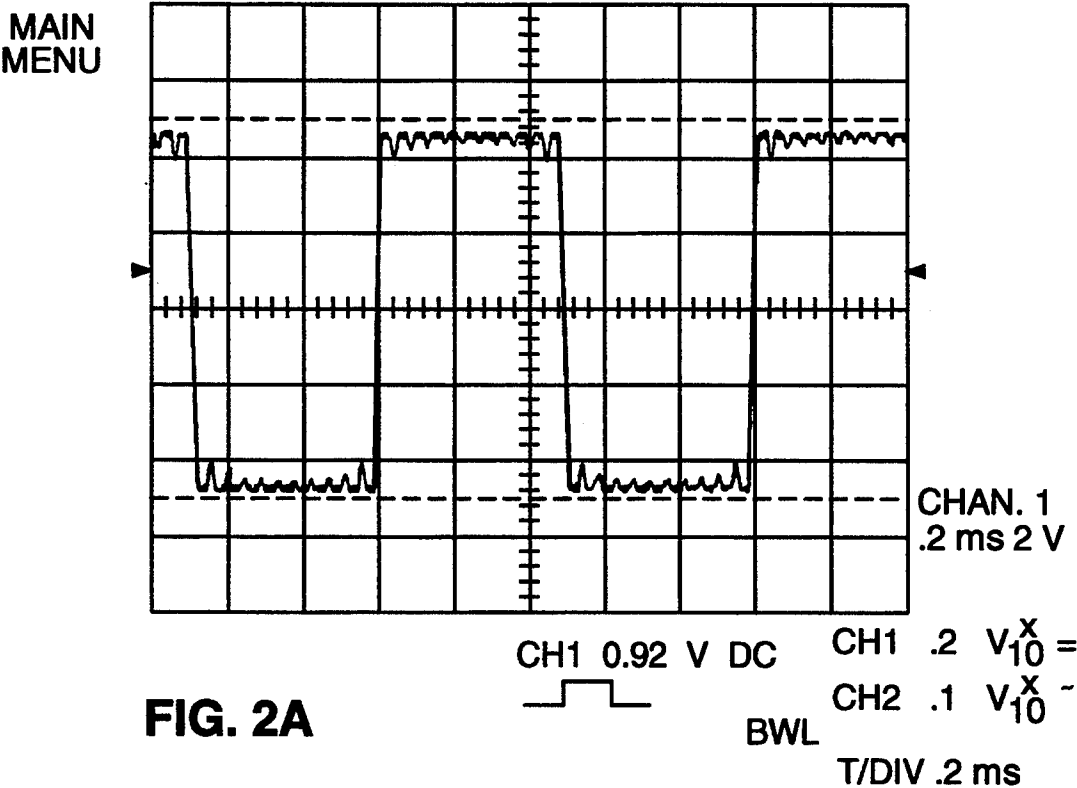 MAIN
MENU
CHAN. 1
.2 ms 2 V
CH1 0.92 V DC
CH1 .2 V X 10 =
CH2 .1 V X 10 ~
BWL
T/DIV .2 ms
FIG. 2A